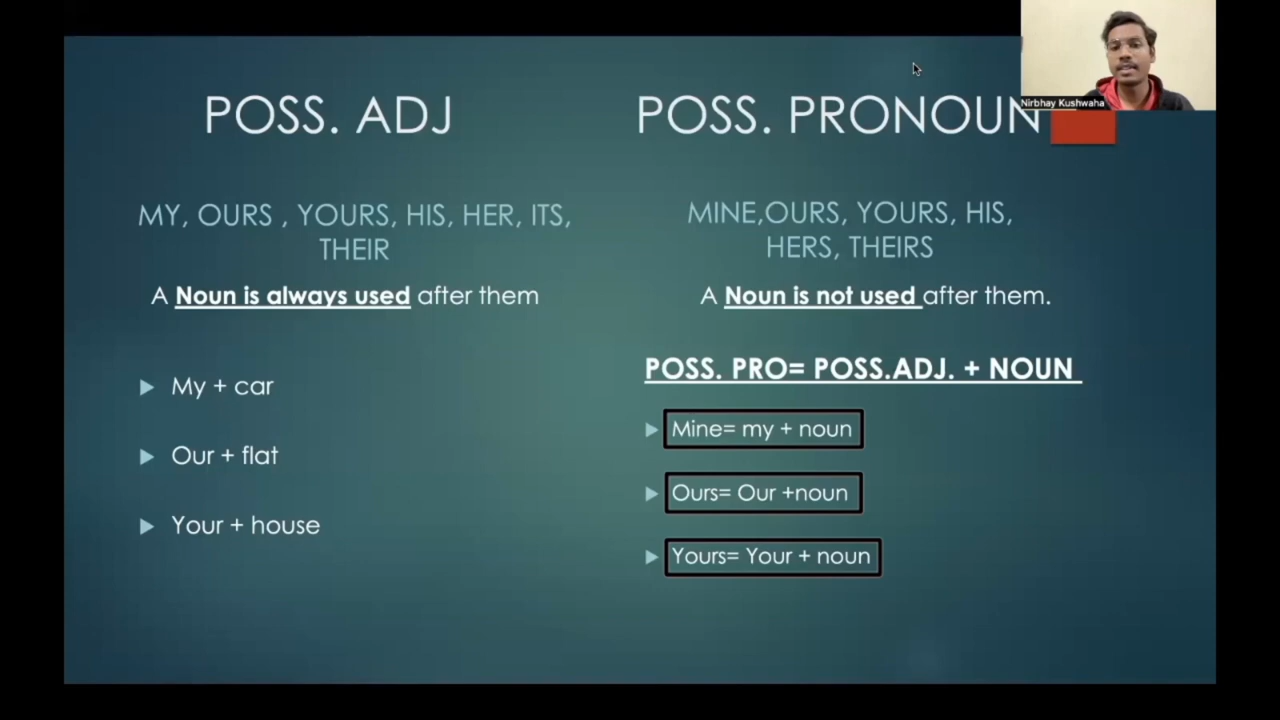 POSS. ADJ
MY, OURS , YOURS, HIS, HER, ITS,
THEIR
A Noun is always used after them
My + car
Our + flat
Your + house
POSS. PRONOUN
MINE,OURS, YOURS, HIS,
HERS, THEIRS
A Noun is not used after them.
POSS. PRO= POSS.ADJ. + NOUN
Mine= my + noun
Ours= Our +noun
Yours= Your + noun
Nirbhay Kushwaha